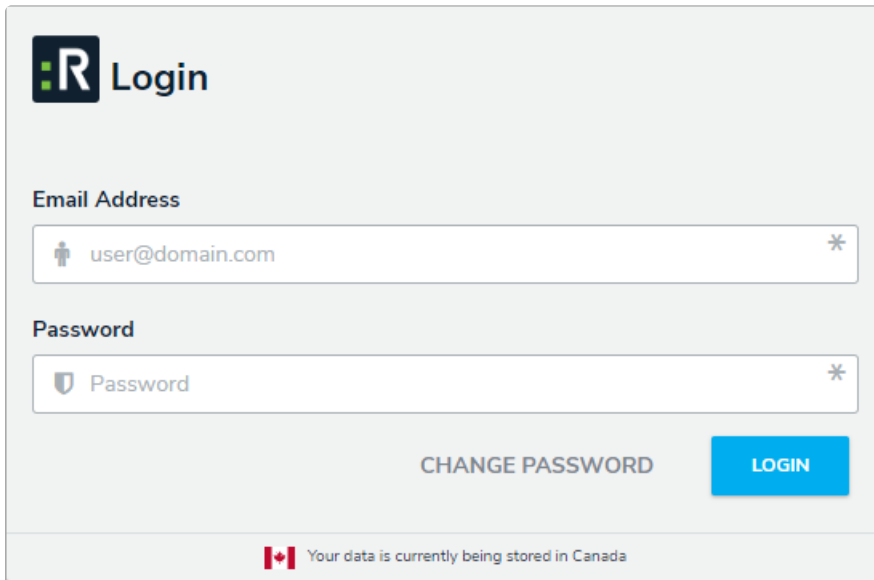 :R Login
Email Address
user@domain.com *
Password
Password *
CHANGE PASSWORD LOGIN
Your data is currently being stored in Canada